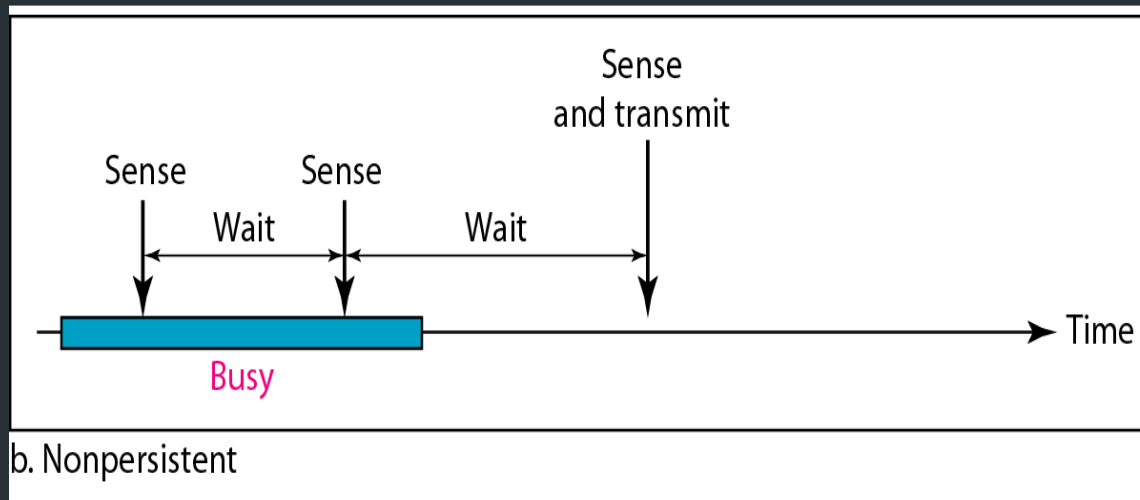 Sense
and transmit
Sense
Sense
Wait
Wait
Time
Busy
b. Nonpersistent